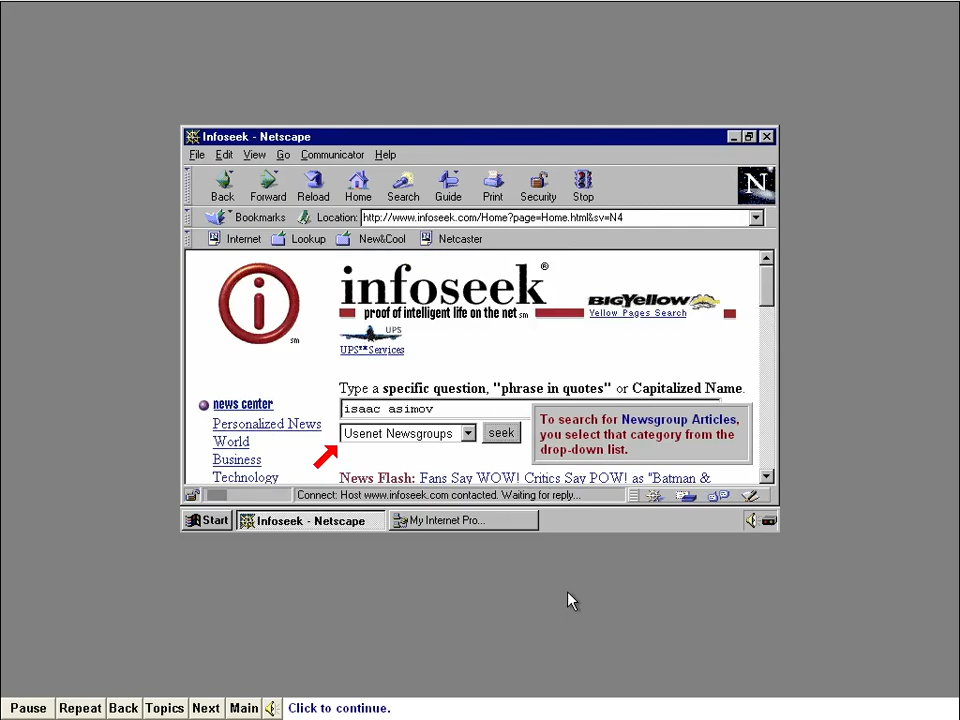 Infoseek - Netscape
File Edit View Go Communicator Help
Back Forward Reload Home Search Guide Print Security Stop
N
Bookmarks Location: http://www.infoseek.com/Home?page=Home.html&sv=N4
Internet Lookup New&Cool Netcaster
i
SM
infoseek®
proof of intelligent life on the net SM
BIGYELLOW
Yellow Pages Search
UPS
UPS℠Services
Type a specific question, "phrase in quotes" or Capitalized Name.
news center
isaac asimov
Personalized News
World
Business
Technology
Usenet Newsgroups seek
To search for Newsgroup Articles,
you select that category from the
drop-down list.
News Flash: Fans Say WOW! Critics Say POW! as "Batman &
Connect: Host www.infoseek.com contacted. Waiting for reply...
Start Infoseek - Netscape My Internet Pro...
Pause Repeat Back Topics Next Main Click to continue.